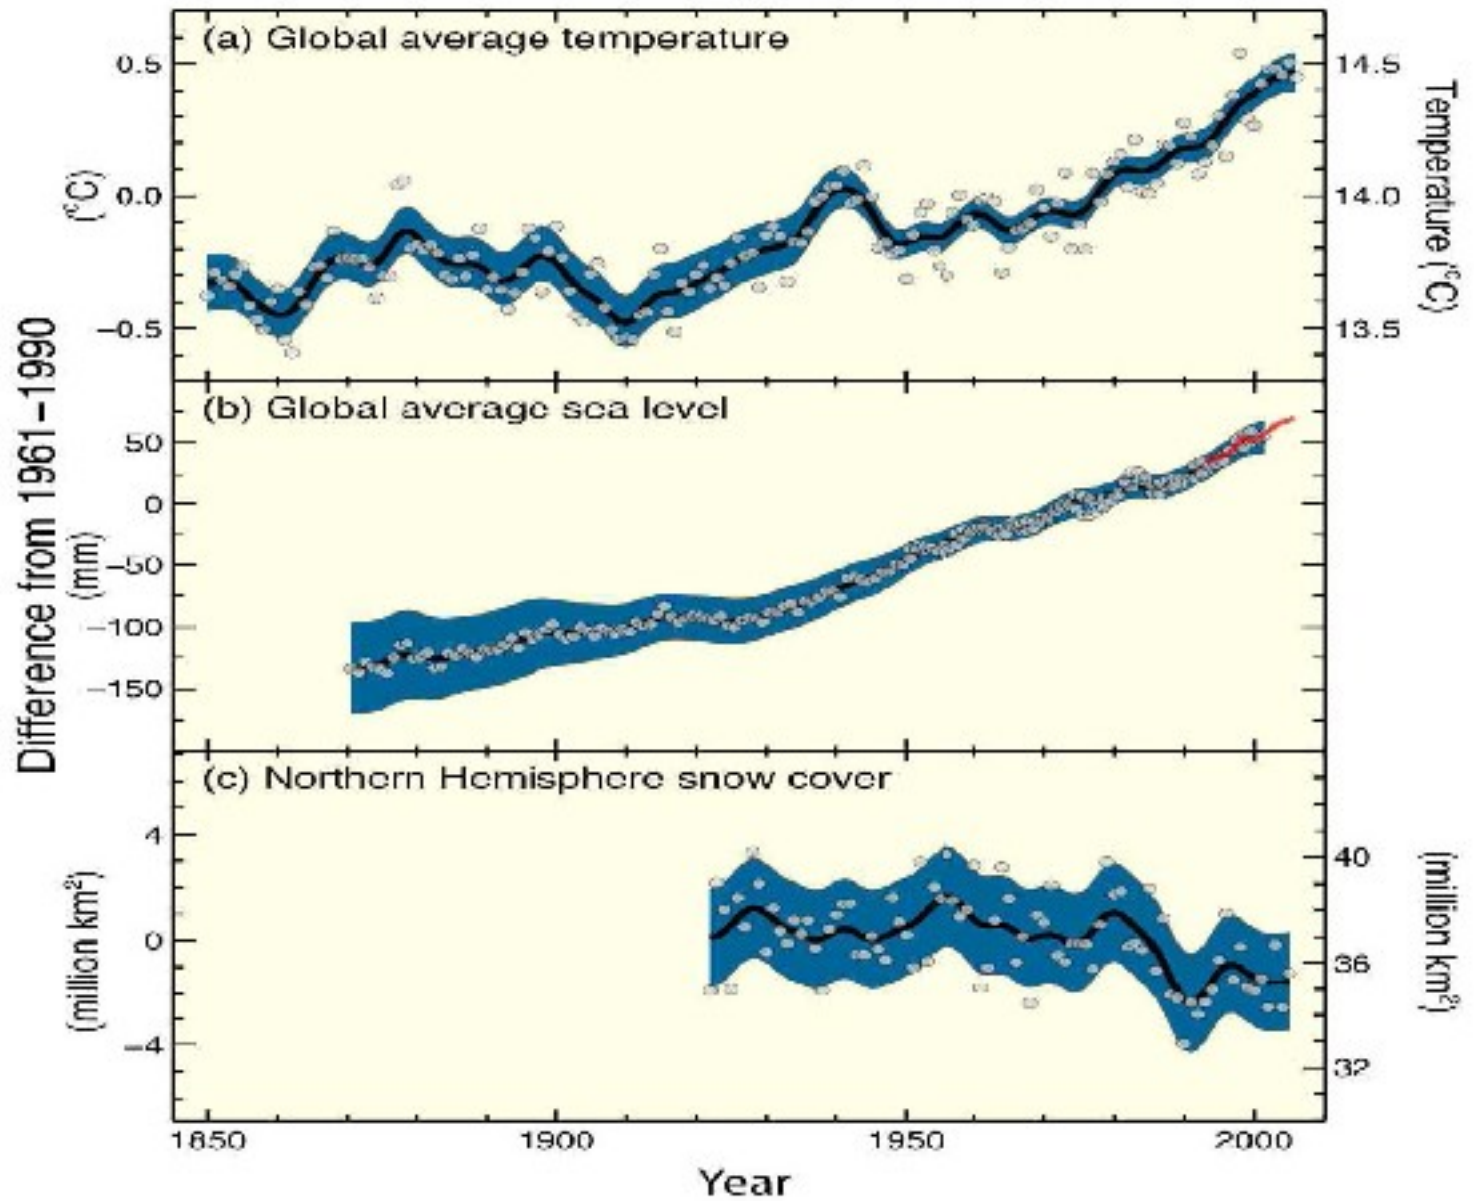 (a) Global average temperature
0.5
0.0
−0.5
(°C)
14.5
14.0
13.5
Temperature (°C)
Difference from 1961–1990
(b) Global average sea level
50
0
−50
−100
−150
(mm)
(c) Northern Hemisphere snow cover
4
0
−4
(million km²)
40
36
32
(million km²)
1850
1900
1950
2000
Year